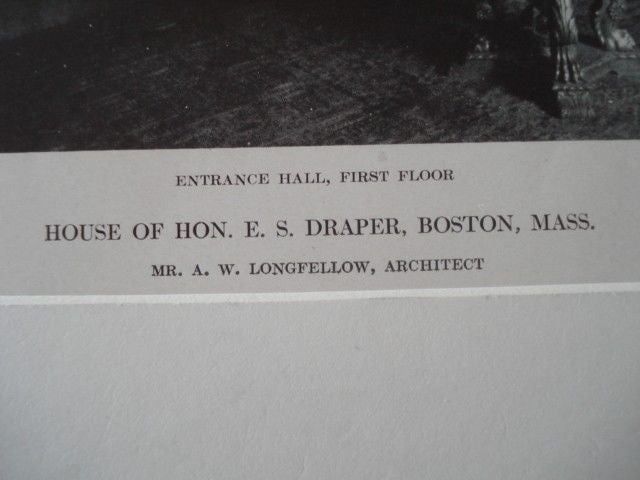 ENTRANCE HALL, FIRST FLOOR
HOUSE OF HON. E. S. DRAPER, BOSTON, MASS.
MR. A. W. LONGFELLOW, ARCHITECT